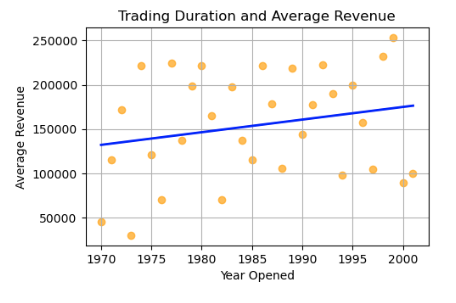 Trading Duration and Average Revenue
250000
200000
150000
100000
50000
Average Revenue
1970 1975 1980 1985 1990 1995 2000
Year Opened